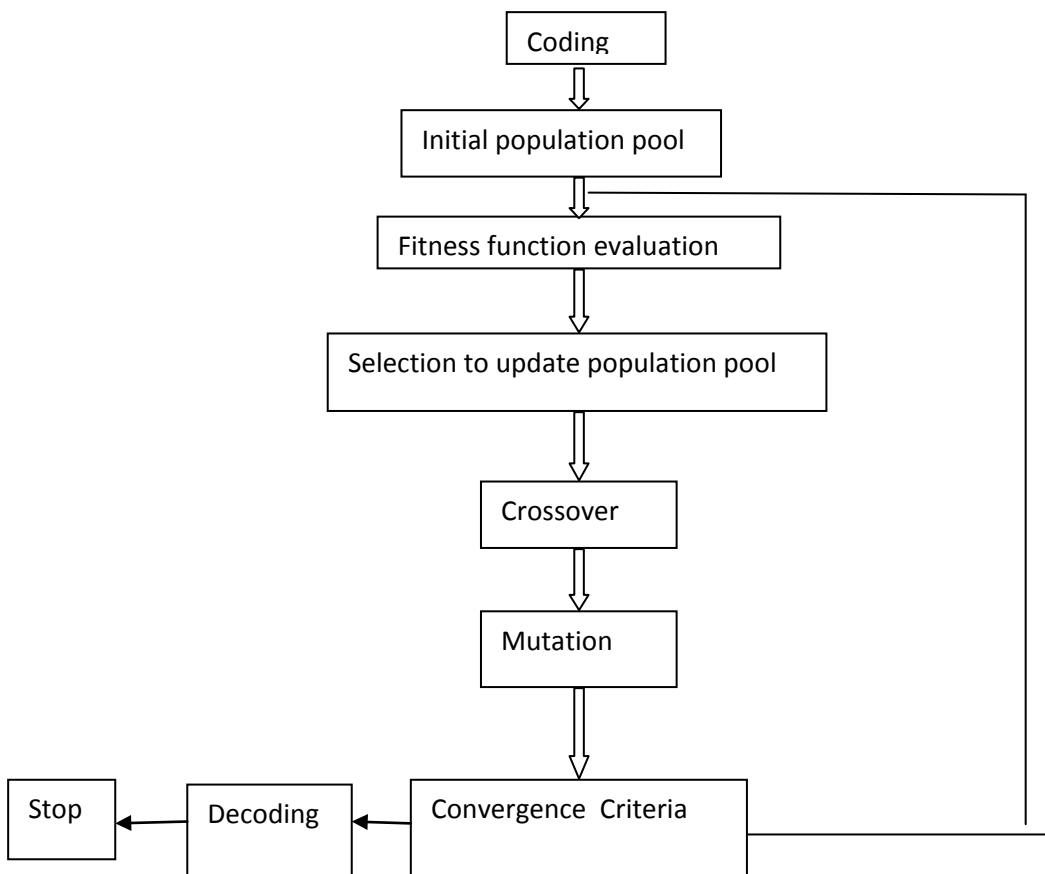 Coding
Initial population pool
Fitness function evaluation
Selection to update population pool
Crossover
Mutation
Stop
Decoding
Convergence Criteria